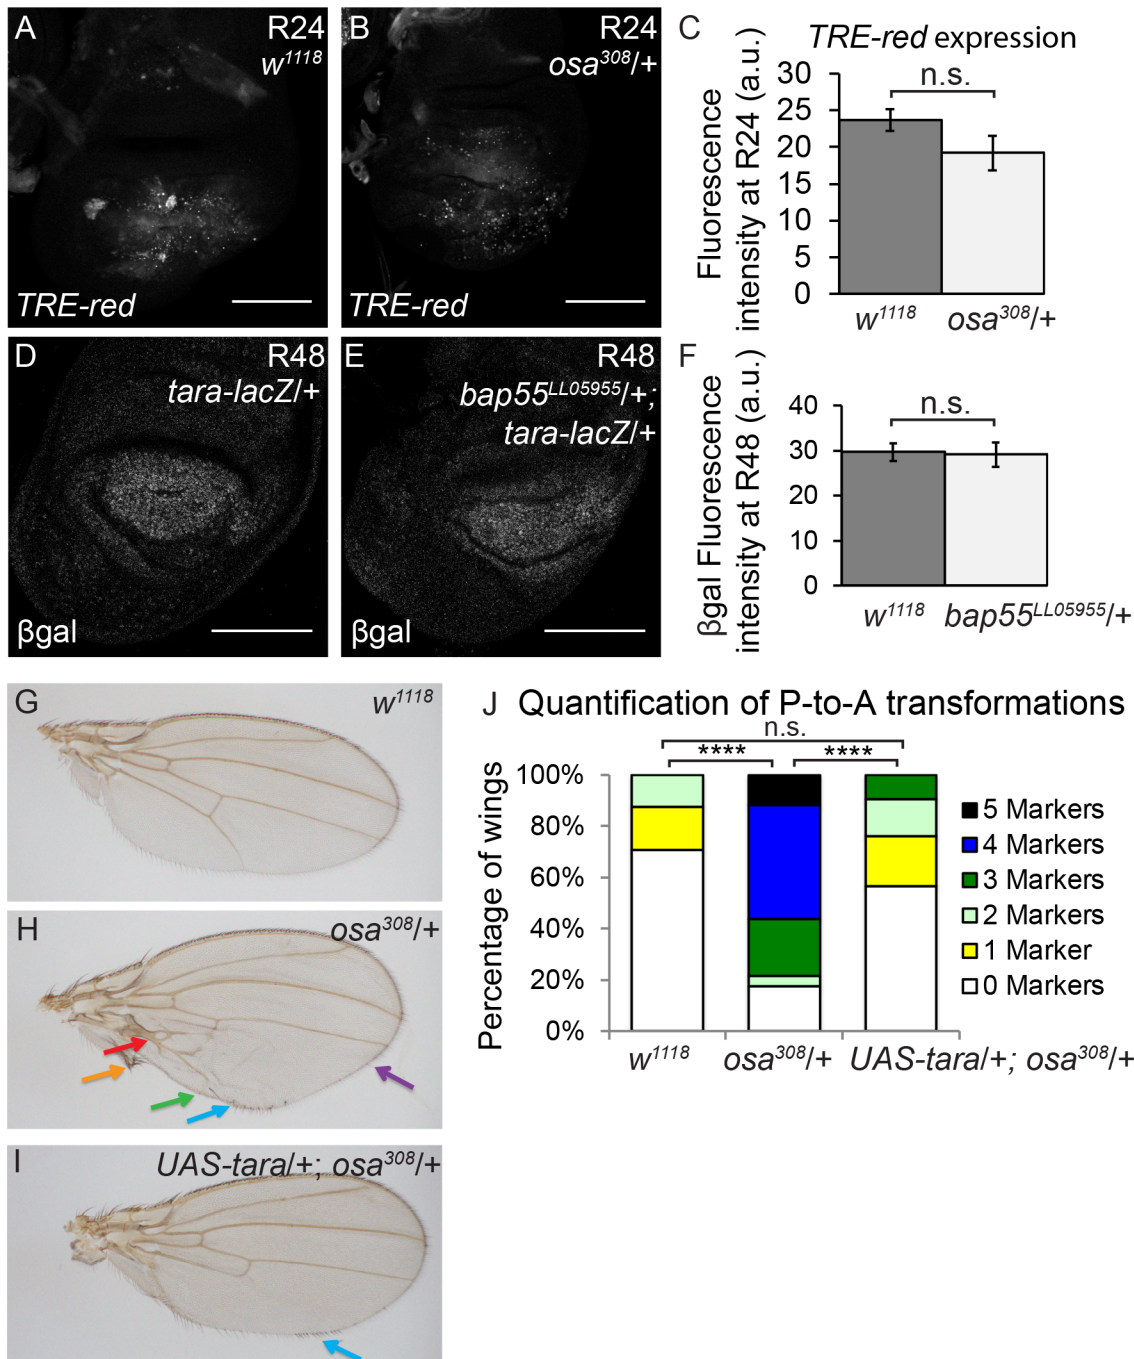 A
R24
w1118
TRE-red
B
R24
osa308/+
TRE-red
C
TRE-red expression
Fluorescence
intensity at R24 (a.u.)
30
25
20
15
10
5
0
n.s.
w1118
osa308/+
D
R48
tara-lacZ/+
βgal
E
R48
bap55LL05955/+;
tara-lacZ/+
βgal
F
βgal Fluorescence
intensity at R48 (a.u.)
40
30
20
10
0
n.s.
w1118
bap55LL05955/+
G
w1118
H
osa308/+
I
UAS-tara/+; osa308/+
J
Quantification of P-to-A transformations
n.s.
****
****
Percentage of wings
100%
80%
60%
40%
20%
0%
5 Markers
4 Markers
3 Markers
2 Markers
1 Marker
0 Markers
w1118
osa308/+
UAS-tara/+; osa308/+